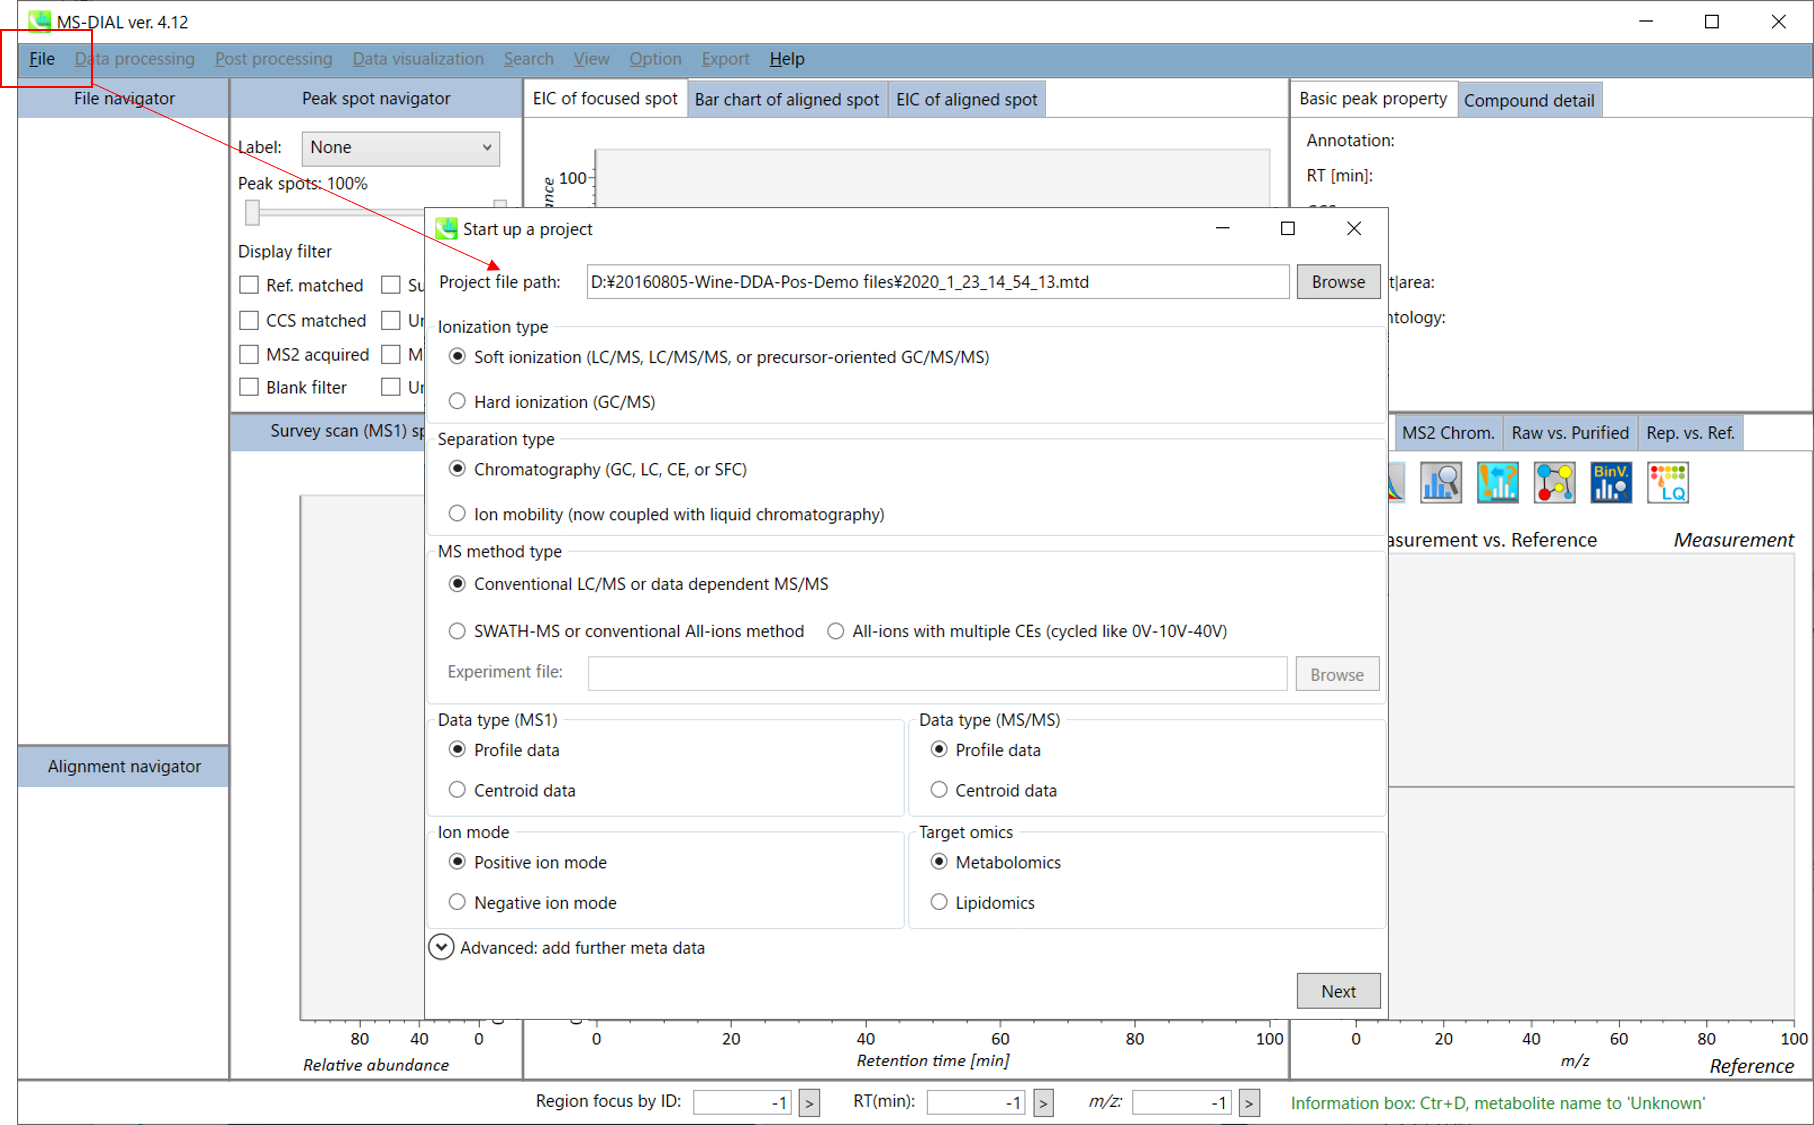 MS-DIAL ver. 4.12
File Data processing Post processing Data visualization Search View Option Export Help
File navigator
Peak spot navigator
EIC of focused spot Bar chart of aligned spot EIC of aligned spot
Basic peak property Compound detail
Label: None
Peak spots: 100%
Display filter
Ref. matched Su
CCS matched Un
MS2 acquired M
Blank filter Un
100
ance
Annotation:
RT [min]:
t|area:
ntology:
Start up a project
Project file path: D:¥20160805-Wine-DDA-Pos-Demo files¥2020_1_23_14_54_13.mtd Browse
Ionization type
Soft ionization (LC/MS, LC/MS/MS, or precursor-oriented GC/MS/MS)
Hard ionization (GC/MS)
Separation type
Chromatography (GC, LC, CE, or SFC)
Ion mobility (now coupled with liquid chromatography)
MS method type
Conventional LC/MS or data dependent MS/MS
SWATH-MS or conventional All-ions method All-ions with multiple CEs (cycled like 0V-10V-40V)
Experiment file: Browse
Data type (MS1)
Profile data
Centroid data
Data type (MS/MS)
Profile data
Centroid data
Ion mode
Positive ion mode
Negative ion mode
Target omics
Metabolomics
Lipidomics
Advanced: add further meta data
Next
Survey scan (MS1) sp
MS2 Chrom. Raw vs. Purified Rep. vs. Ref.
BinV.
LQ
asurement vs. Reference Measurement
Alignment navigator
80 40 0
Relative abundance
0 20 40 60 80 100
Retention time [min]
0 20 40 60 80 100
m/z
Reference
Region focus by ID: -1 > RT(min): -1 > m/z: -1 >
Information box: Ctr+D, metabolite name to 'Unknown'